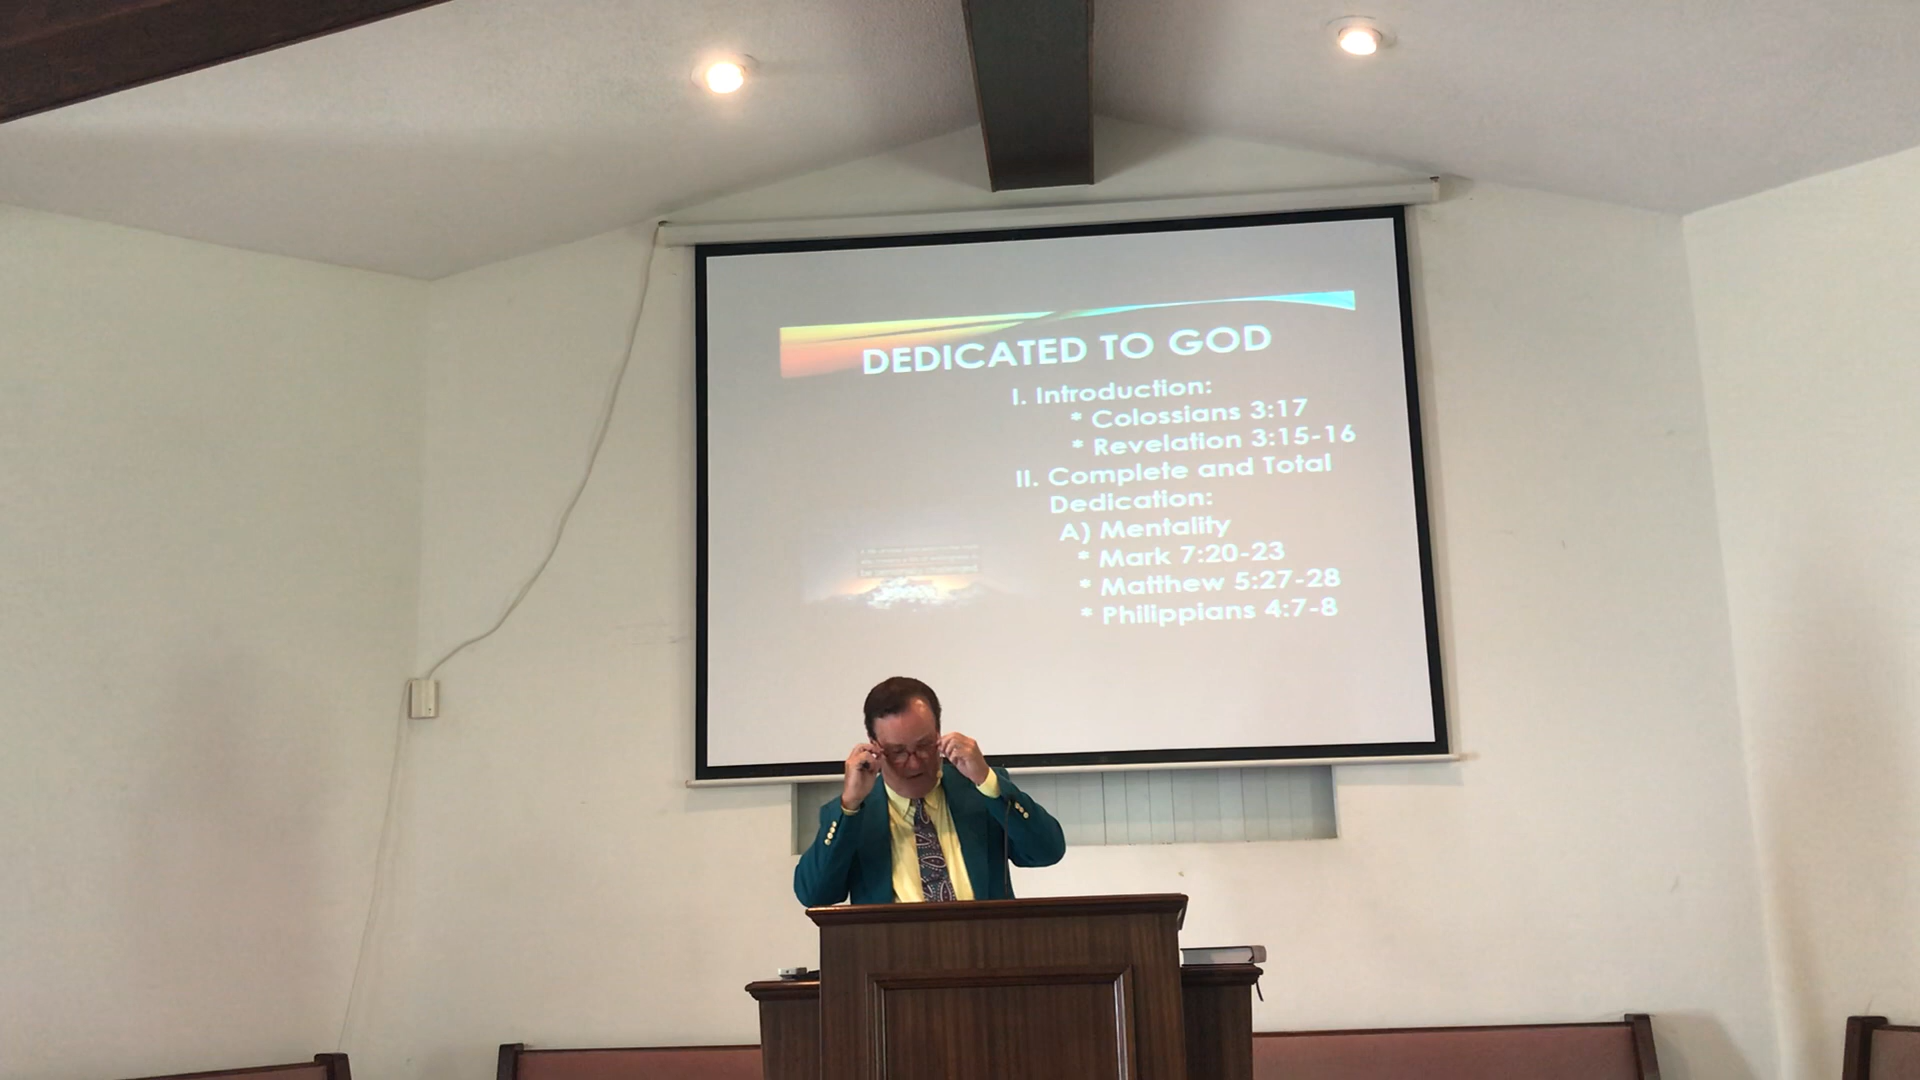 DEDICATED TO GOD
I. Introduction:
* Colossians 3:17
* Revelation 3:15-16
II. Complete and Total
Dedication:
A) Mentality
* Mark 7:20-23
* Matthew 5:27-28
* Philippians 4:7-8